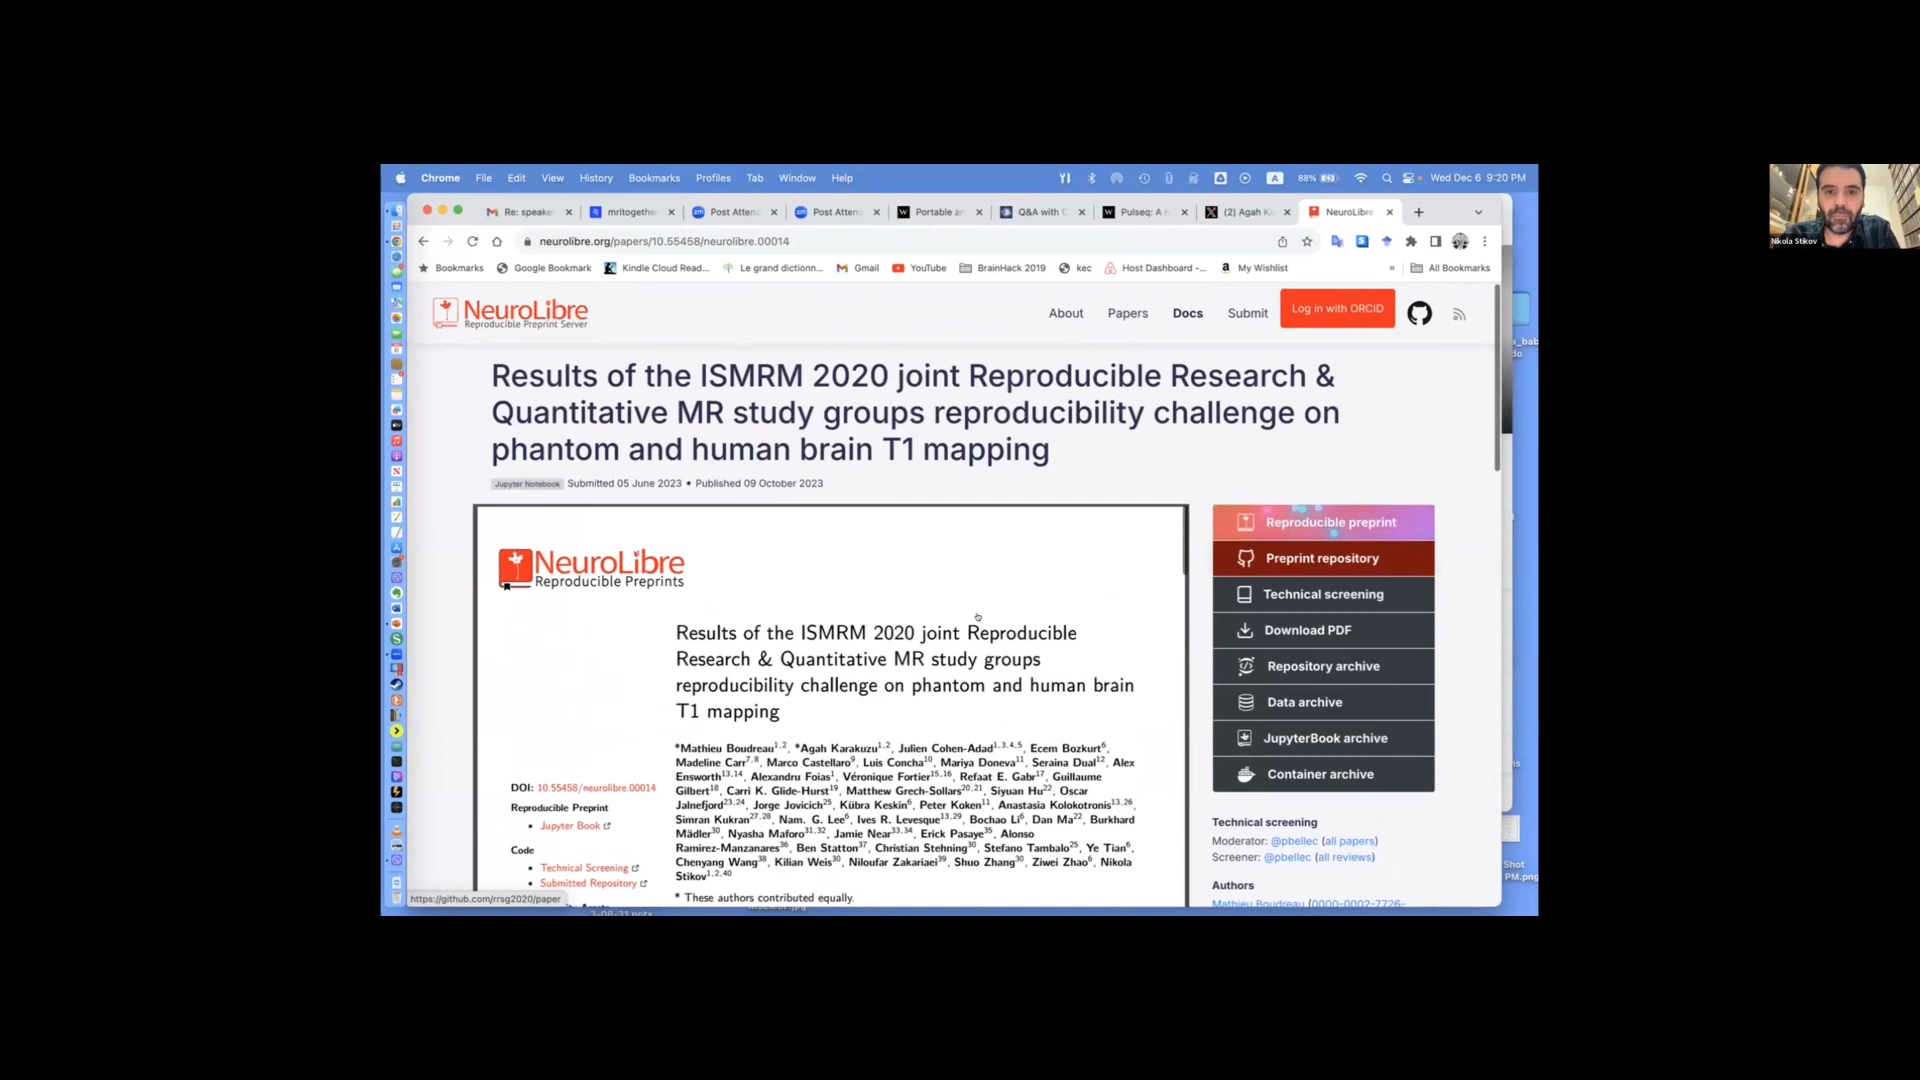 Chrome File Edit View History Bookmarks Profiles Tab Window Help
A 88% Wed Dec 6 9:20 PM
Re: speake mritogethe Post Atten Post Atten Portable a Q&A with Pulseq: A (2) Agah K NeuroLibre
neurolibre.org/papers/10.55458/neurolibre.00014
Bookmarks Google Bookmark Kindle Cloud Read... Le grand dictionn... Gmail YouTube BrainHack 2019 kec Host Dashboard -... My Wishlist » All Bookmarks
NeuroLibre
Reproducible Preprint Server
About Papers Docs Submit Log in with ORCID
Results of the ISMRM 2020 joint Reproducible Research &
Quantitative MR study groups reproducibility challenge on
phantom and human brain T1 mapping
Jupyter Notebook Submitted 05 June 2023 • Published 09 October 2023
NeuroLibre
Reproducible Preprints
Results of the ISMRM 2020 joint Reproducible
Research & Quantitative MR study groups
reproducibility challenge on phantom and human brain
T1 mapping
*Mathieu Boudreau1,2, *Agah Karakuzu1,2, Julien Cohen-Adad1,3,4,5, Ecem Bozkurt6,
Madeline Carr7,8, Marco Castellaro9, Luis Concha10, Mariya Doneva11, Seraina Dual12, Alex
Ensworth13,14, Alexandru Foias1, Véronique Fortier15,16, Refaat E. Gabr17, Guillaume
Gilbert18, Carri K. Glide-Hurst19, Matthew Grech-Sollars20,21, Siyuan Hu22, Oscar
Jalnefjord23,24, Jorge Jovicich25, Kübra Keskin6, Peter Koken11, Anastasia Kolokotronis13,26,
Simran Kukran27,28, Nam. G. Lee6, Ives R. Levesque13,29, Bochao Li6, Dan Ma22, Burkhard
Mädler30, Nyasha Maforo31,32, Jamie Near33,34, Erick Pasaye35, Alonso
Ramirez-Manzanares36, Ben Statton37, Christian Stehning30, Stefano Tambalo25, Ye Tian6,
Chenyang Wang38, Kilian Weis30, Niloufar Zakariaei39, Shuo Zhang30, Ziwei Zhao6, Nikola
Stikov1,2,40
* These authors contributed equally.
DOI: 10.55458/neurolibre.00014
Reproducible Preprint
• Jupyter Book
Code
• Technical Screening
• Submitted Repository
https://github.com/rrsg2020/paper
Reproducible preprint
Preprint repository
Technical screening
Download PDF
Repository archive
Data archive
JupyterBook archive
Container archive
Technical screening
Moderator: @pbellec (all papers)
Screener: @pbellec (all reviews)
Authors
Mathieu Boudreau (0000-0002-7726-
Shot
PM.png
Nikola Stikov